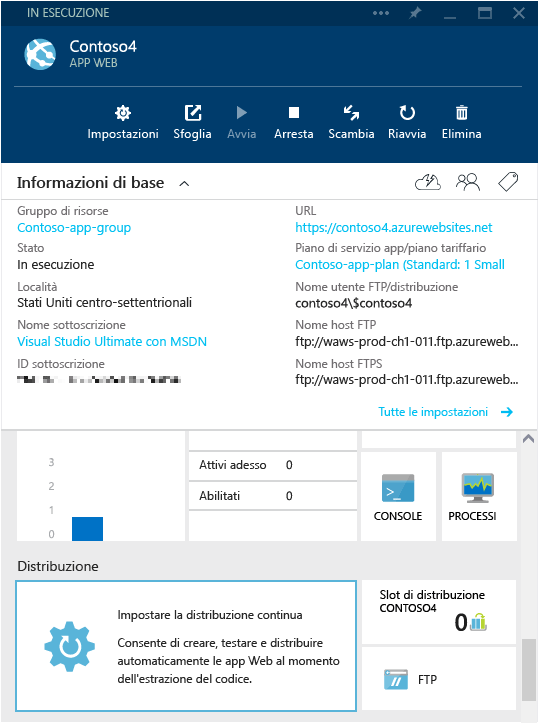 IN ESECUZIONE
Contoso4
APP WEB
Impostazioni
Sfoglia
Avvia
Arresta
Scambia
Riavvia
Elimina
Informazioni di base
Gruppo di risorse
Contoso-app-group
Stato
In esecuzione
Località
Stati Uniti centro-settentrionali
Nome sottoscrizione
Visual Studio Ultimate con MSDN
ID sottoscrizione
URL
https://contoso4.azurewebsites.net
Piano di servizio app/piano tariffario
Contoso-app-plan (Standard: 1 Small
Nome utente FTP/distribuzione
contoso4\$contoso4
Nome host FTP
ftp://waws-prod-ch1-011.ftp.azureweb...
Nome host FTPS
ftp://waws-prod-ch1-011.ftp.azureweb...
Tutte le impostazioni
3
2
1
0
Attivi adesso 0
Abilitati 0
CONSOLE
PROCESSI
Distribuzione
Impostare la distribuzione continua
Consente di creare, testare e distribuire
automaticamente le app Web al momento
dell'estrazione del codice.
Slot di distribuzione
CONTOSO4
0
FTP